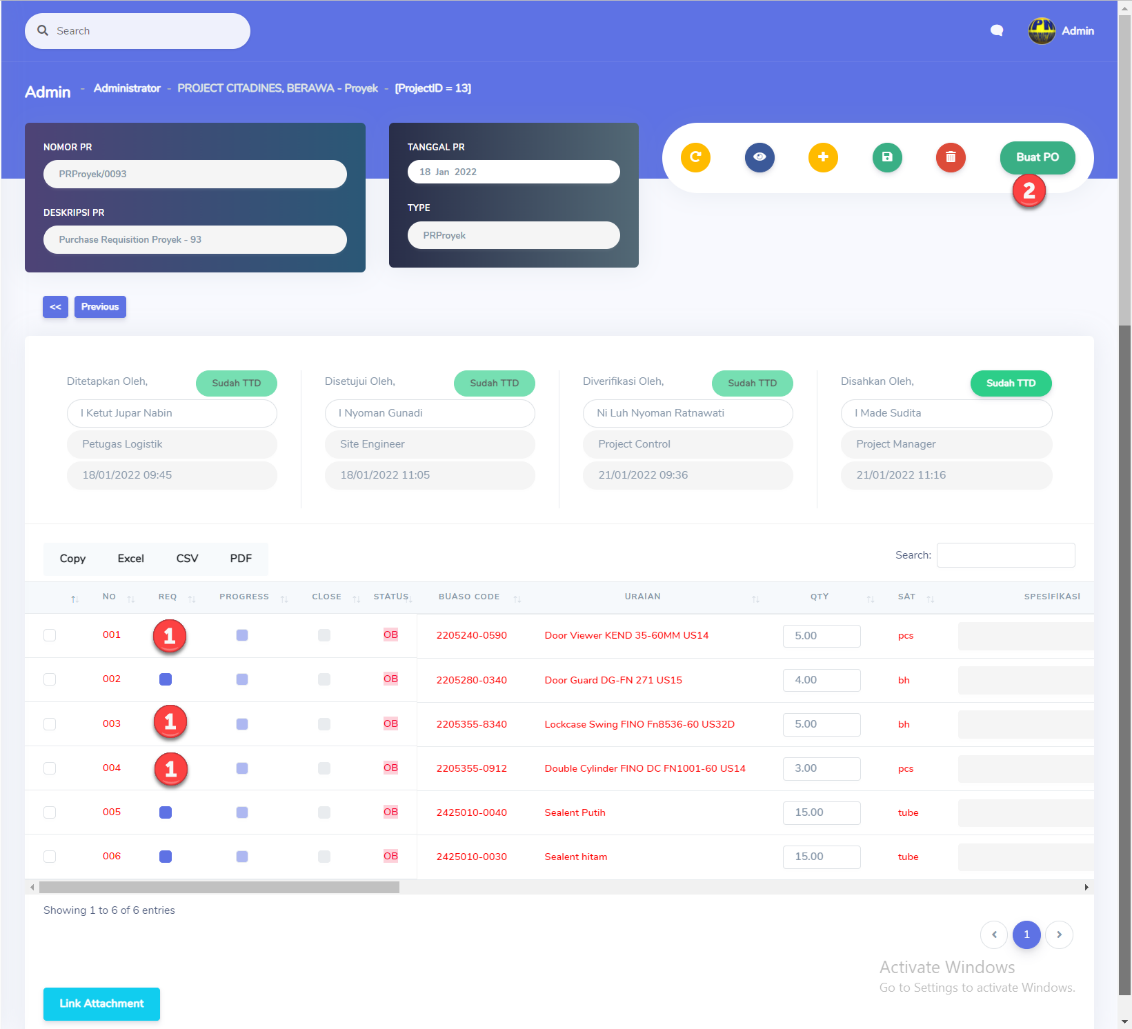 Search
PN
Admin
Admin - Administrator - PROJECT CITADINES, BERAWA - Proyek - [ProjectID = 13]
NOMOR PR
PRProyek/0093
DESKRIPSI PR
Purchase Requisition Proyek - 93
TANGGAL PR
18 Jan 2022
TYPE
PRProyek
Buat PO
2
<< Previous
Ditetapkan Oleh, Sudah TTD
I Ketut Jupar Nabin
Petugas Logistik
18/01/2022 09:45
Disetujui Oleh, Sudah TTD
I Nyoman Gunadi
Site Engineer
18/01/2022 11:05
Diverifikasi Oleh, Sudah TTD
Ni Luh Nyoman Ratnawati
Project Control
21/01/2022 09:36
Disahkan Oleh, Sudah TTD
I Made Sudita
Project Manager
21/01/2022 11:16
Copy Excel CSV PDF
Search:
NO REQ PROGRESS CLOSE STATUS BUASO CODE URAIAN QTY SAT SPESIFIKASI
001 1 OB 2205240-0590 Door Viewer KEND 35-60MM US14 5.00 pcs
002 OB 2205280-0340 Door Guard DG-FN 271 US15 4.00 bh
003 1 OB 2205355-8340 Lockcase Swing FINO Fn8536-60 US32D 5.00 bh
004 1 OB 2205355-0912 Double Cylinder FINO DC FN1001-60 US14 3.00 pcs
005 OB 2425010-0040 Sealent Putih 15.00 tube
006 OB 2425010-0030 Sealent hitam 15.00 tube
Showing 1 to 6 of 6 entries
1
Activate Windows
Go to Settings to activate Windows.
Link Attachment